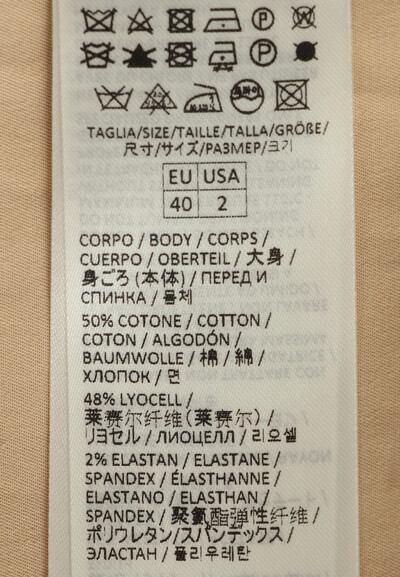 TAGLIA/SIZE/TAILLE/TALLA/GRÖßE/
尺寸/サイズ/PA3MEP/크기
EU USA
40 2
CORPO / BODY / CORPS /
CUERPO / OBERTEIL / 大身 /
身ごろ (本体) / ПЕРЕД И
СПИНКА / 몸체
50% COTONE / COTTON /
COTON / ALGODÓN /
BAUMWOLLE / 棉 / 綿 /
ХЛОПОК / 면
48% LYOCELL /
莱赛尔纤维 (莱赛尔) /
リヨセル / ЛИОЦЕЛЛ / 리오셀
2% ELASTAN / ELASTANE /
SPANDEX / ÉLASTHANNE /
ELASTANO / ELASTHAN /
SPANDEX / 聚氨酯弹性纤维 /
ポリウレタン/スパンデックス /
ЭЛАСТАН / 폴리우레탄